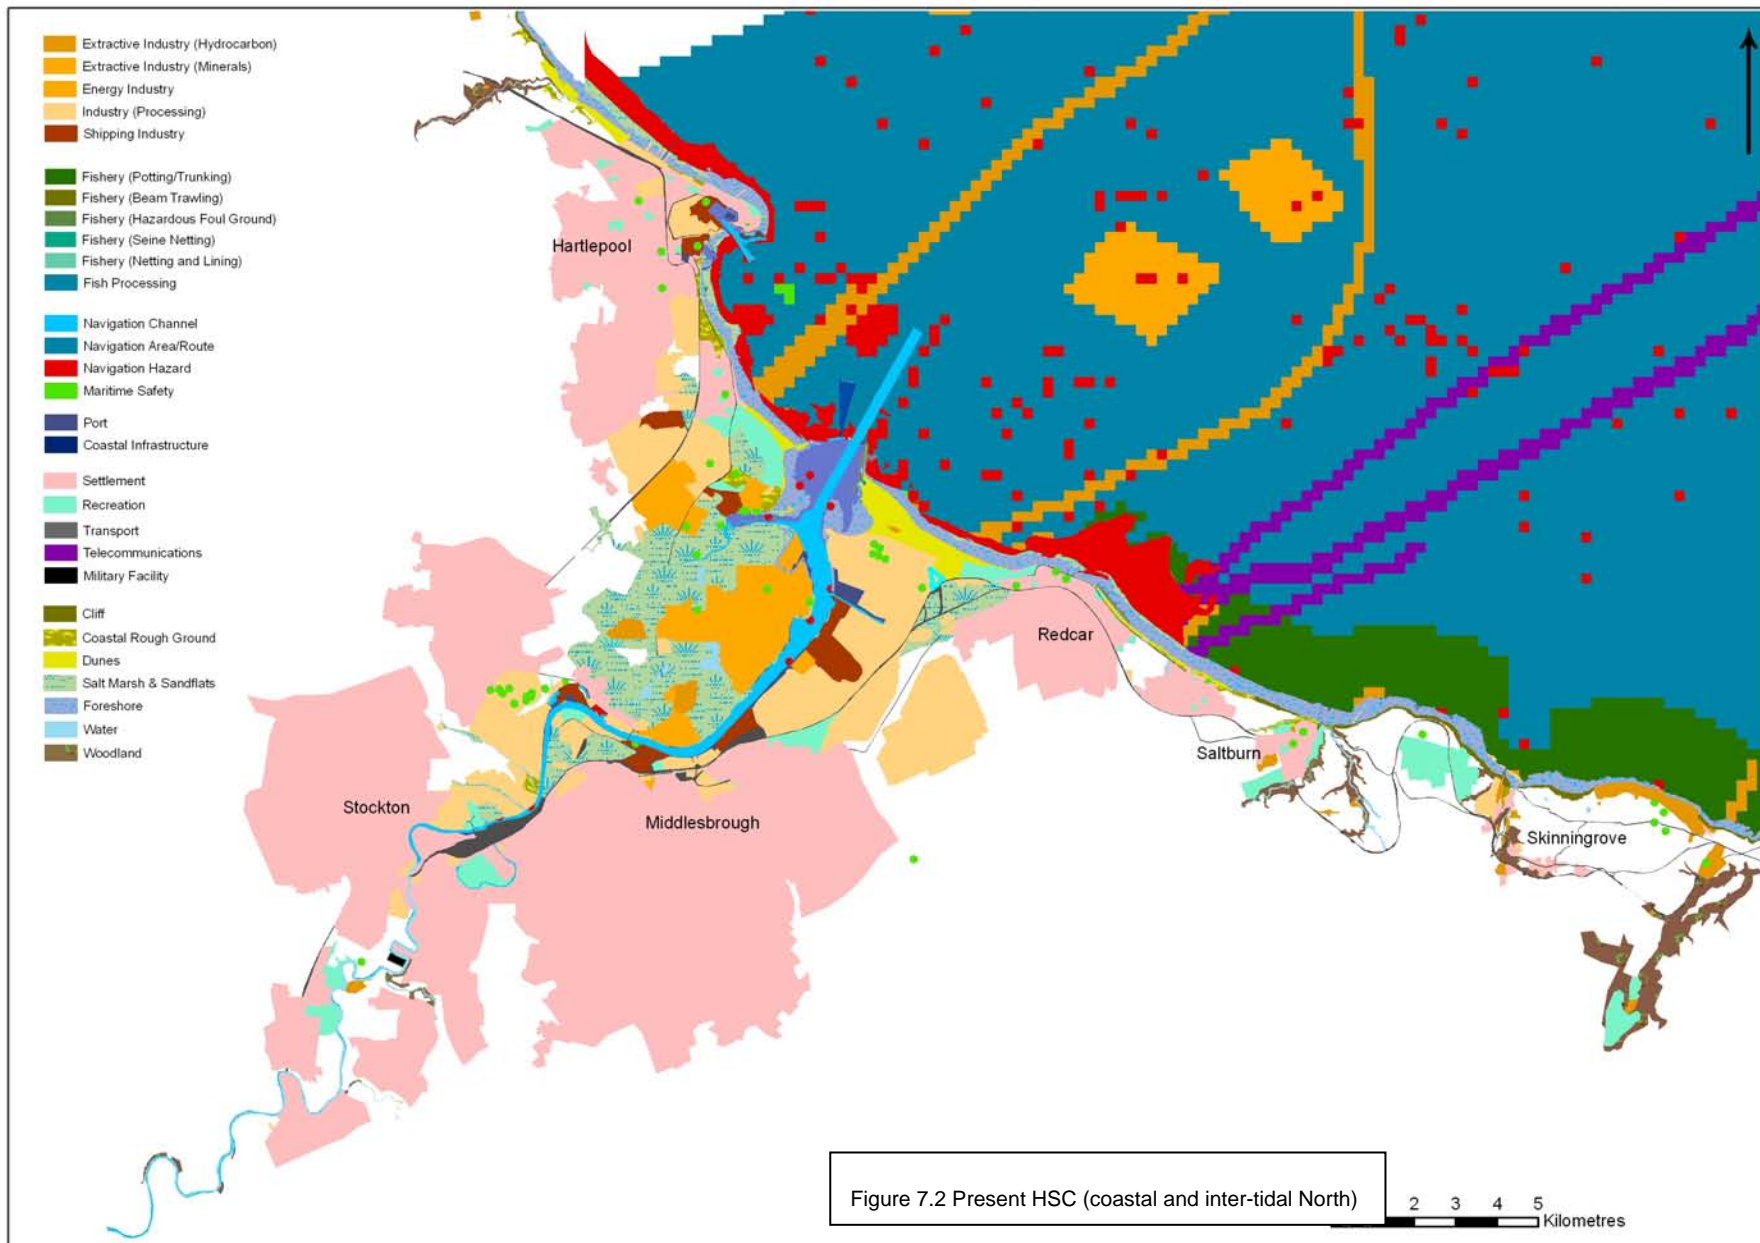 Extractive Industry (Hydrocarbon)
Extractive Industry (Minerals)
Energy Industry
Industry (Processing)
Shipping Industry
Fishery (Potting/Trunking)
Fishery (Beam Trawling)
Fishery (Hazardous Foul Ground)
Fishery (Seine Netting)
Fishery (Netting and Lining)
Fish Processing
Navigation Channel
Navigation Area/Route
Navigation Hazard
Maritime Safety
Port
Coastal Infrastructure
Settlement
Recreation
Transport
Telecommunications
Military Facility
Cliff
Coastal Rough Ground
Dunes
Salt Marsh & Sandflats
Foreshore
Water
Woodland
Hartlepool
Redcar
Saltburn
Stockton
Middlesbrough
Skinningrove
Figure 7.2 Present HSC (coastal and inter-tidal North)
2 3 4 5
Kilometres